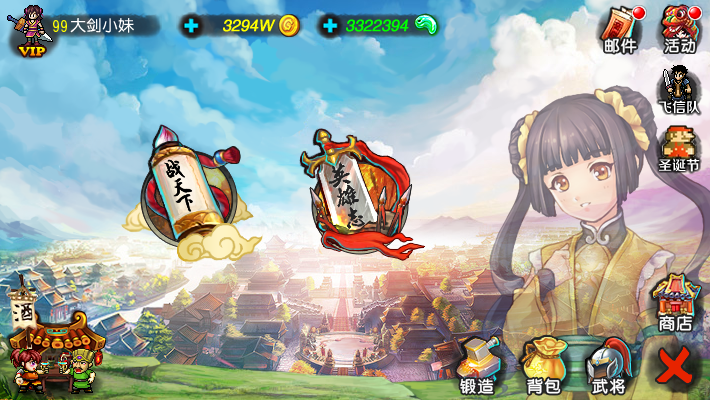 99 大剑小妹
3294W
3322394
VIP
邮件
活动
飞信队
圣诞节
战天下
英雄志
酒
商店
锻造
背包
武将